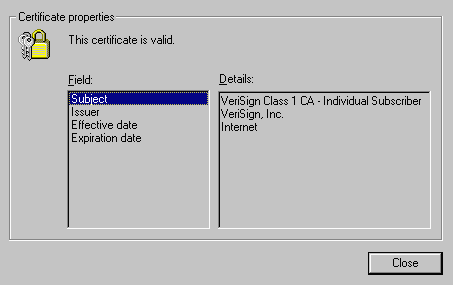 Certificate properties
This certificate is valid.
Field:
Subject
Issuer
Effective date
Expiration date
Details:
VeriSign Class 1 CA - Individual Subscriber
VeriSign, Inc.
Internet
Close